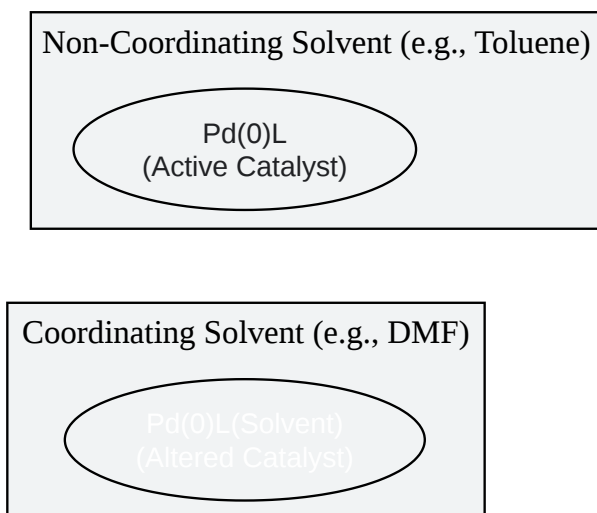 Non-Coordinating Solvent (e.g., Toluene)
Pd(0)L
(Active Catalyst)
Coordinating Solvent (e.g., DMF)
Pd(0)L(Solvent)
(Altered Catalyst)